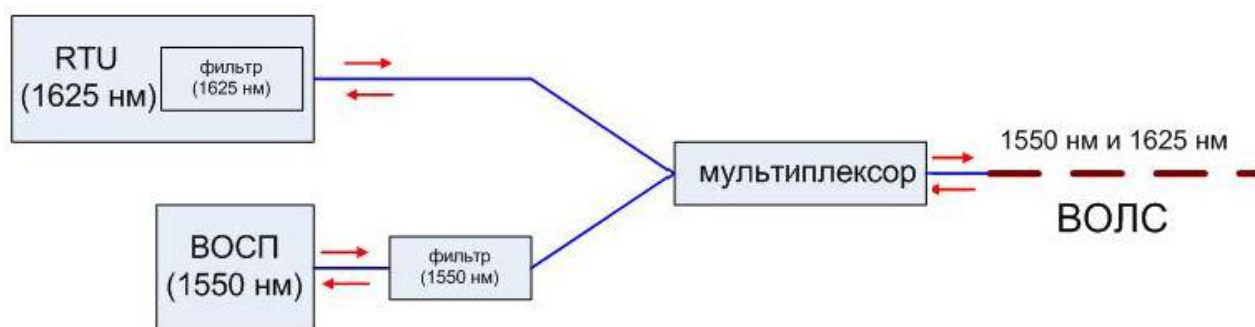 RTU
(1625 нм)
фильтр
(1625 нм)
ВОСП
(1550 нм)
фильтр
(1550 нм)
мультиплексор
1550 нм и 1625 нм
ВОЛС